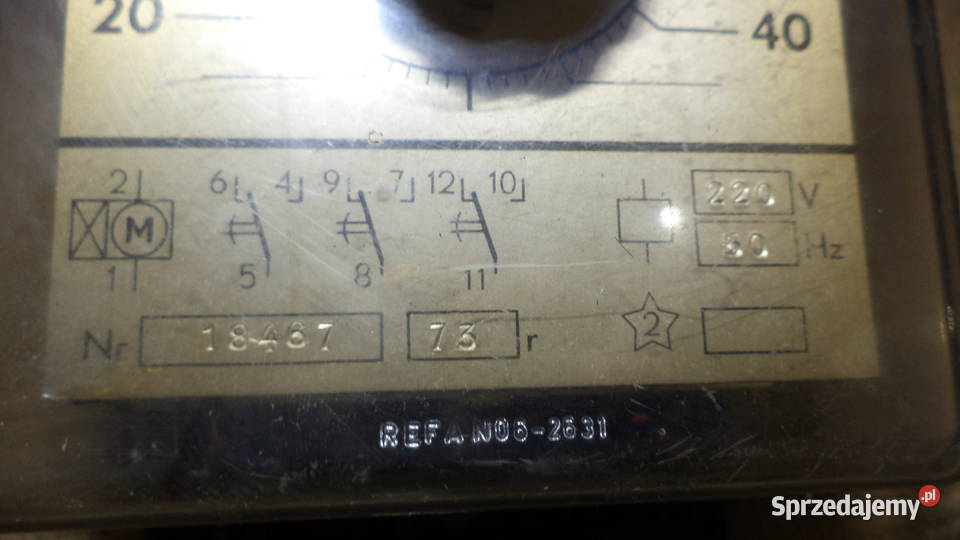 20 40
2 6 4 9 7 12 10 220 V
M 50 Hz
1 5 8 11
Nr 18467 73 r 2
REFA N06-2631
Sprzedajemy.pl